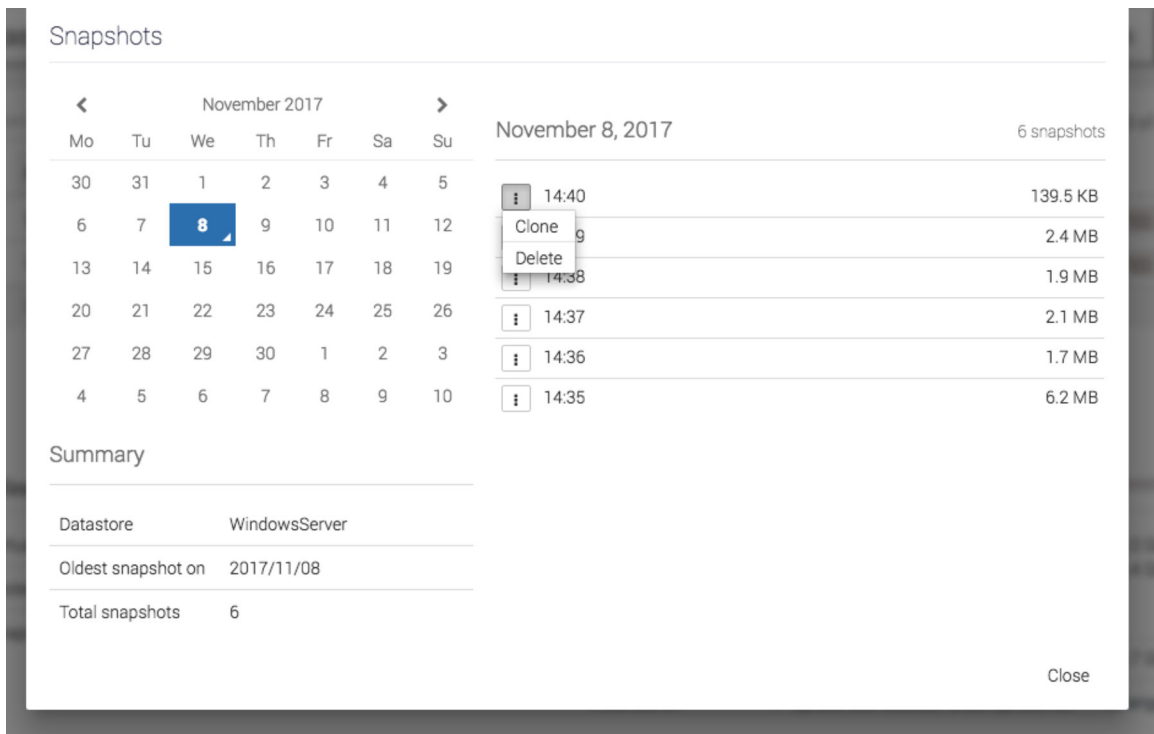 Snapshots
November 2017
Mo Tu We Th Fr Sa Su
30 31 1 2 3 4 5
6 7 8 9 10 11 12
13 14 15 16 17 18 19
20 21 22 23 24 25 26
27 28 29 30 1 2 3
4 5 6 7 8 9 10
Summary
Datastore WindowsServer
Oldest snapshot on 2017/11/08
Total snapshots 6
November 8, 2017 6 snapshots
14:40 139.5 KB
Clone
9 2.4 MB
Delete
14:38 1.9 MB
14:37 2.1 MB
14:36 1.7 MB
14:35 6.2 MB
Close